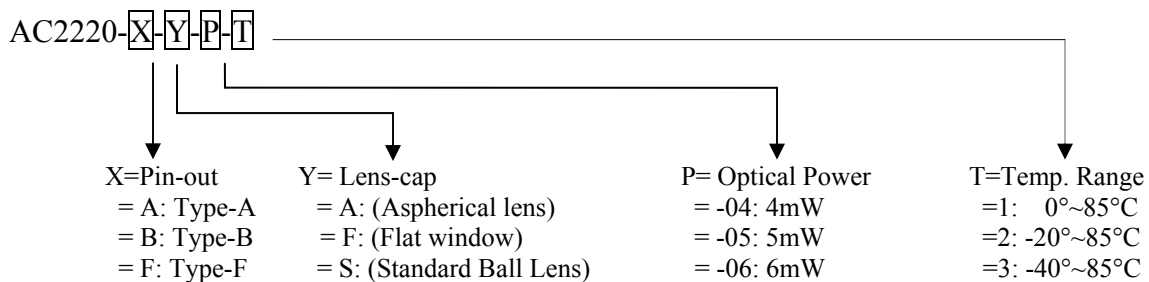 AC2220-X-Y-P-T
X=Pin-out Y= Lens-cap P= Optical Power T=Temp. Range
= A: Type-A = A: (Aspherical lens) = -04: 4mW =1: 0°~85°C
= B: Type-B = F: (Flat window) = -05: 5mW =2: -20°~85°C
= F: Type-F = S: (Standard Ball Lens) = -06: 6mW =3: -40°~85°C